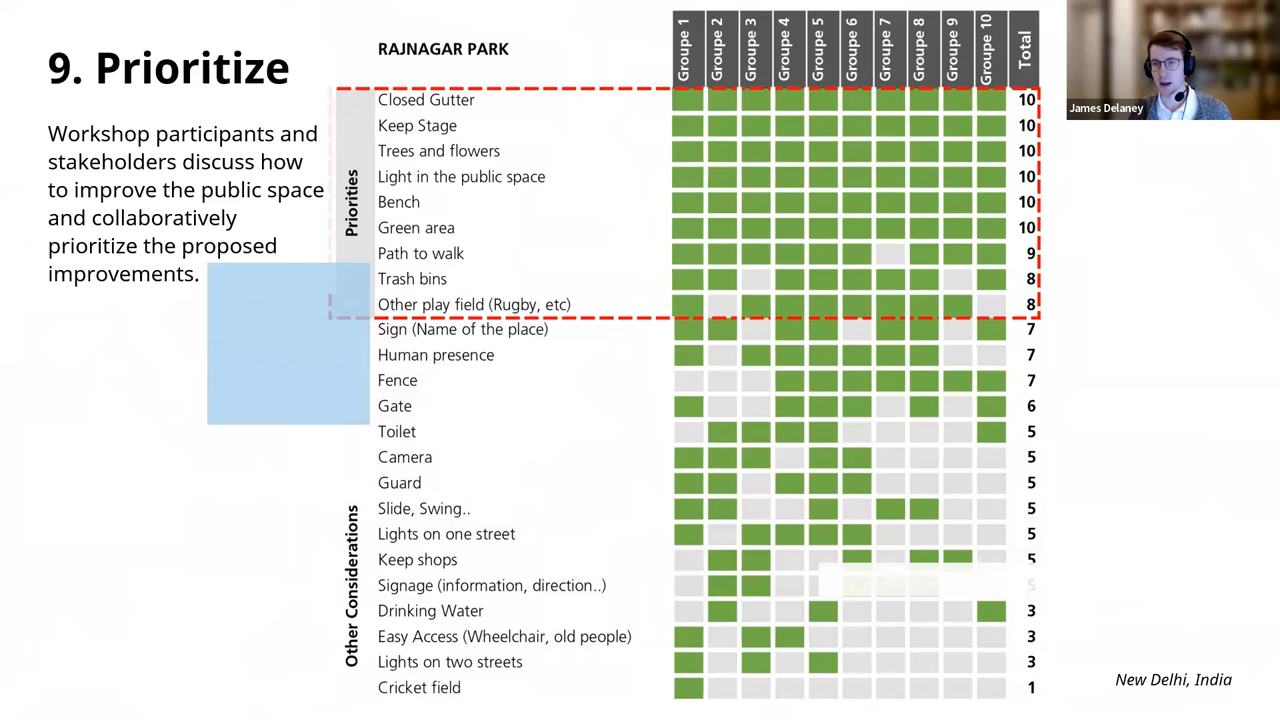 9. Prioritize
Workshop participants and
stakeholders discuss how
to improve the public space
and collaboratively
prioritize the proposed
improvements.
RAJNAGAR PARK
Groupe 1
Groupe 2
Groupe 3
Groupe 4
Groupe 5
Groupe 6
Groupe 7
Groupe 8
Groupe 9
Groupe 10
Total
Priorities
Closed Gutter 10
Keep Stage 10
Trees and flowers 10
Light in the public space 10
Bench 10
Green area 10
Path to walk 9
Trash bins 8
Other play field (Rugby, etc) 8
Other Considerations
Sign (Name of the place) 7
Human presence 7
Fence 7
Gate 6
Toilet 5
Camera 5
Guard 5
Slide, Swing.. 5
Lights on one street 5
Keep shops 5
Signage (information, direction..) 5
Drinking Water 3
Easy Access (Wheelchair, old people) 3
Lights on two streets 3
Cricket field 1
James Delaney
New Delhi, India